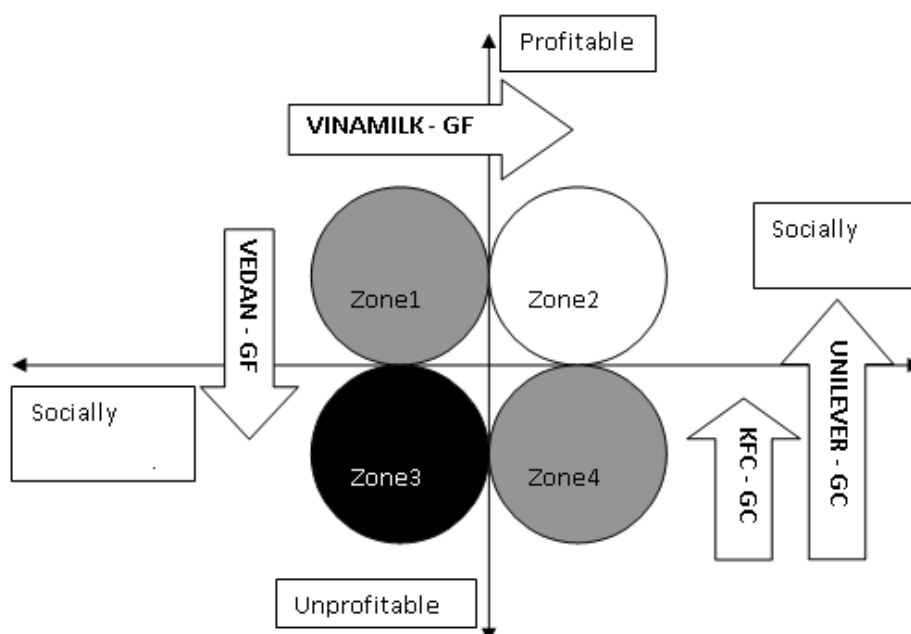 Profitable
VINAMILK - GF
Socially
VEDAN - GF
Zone1
Zone2
UNILEVER - GC
Socially
.
KFC - GC
Zone3
Zone4
Unprofitable